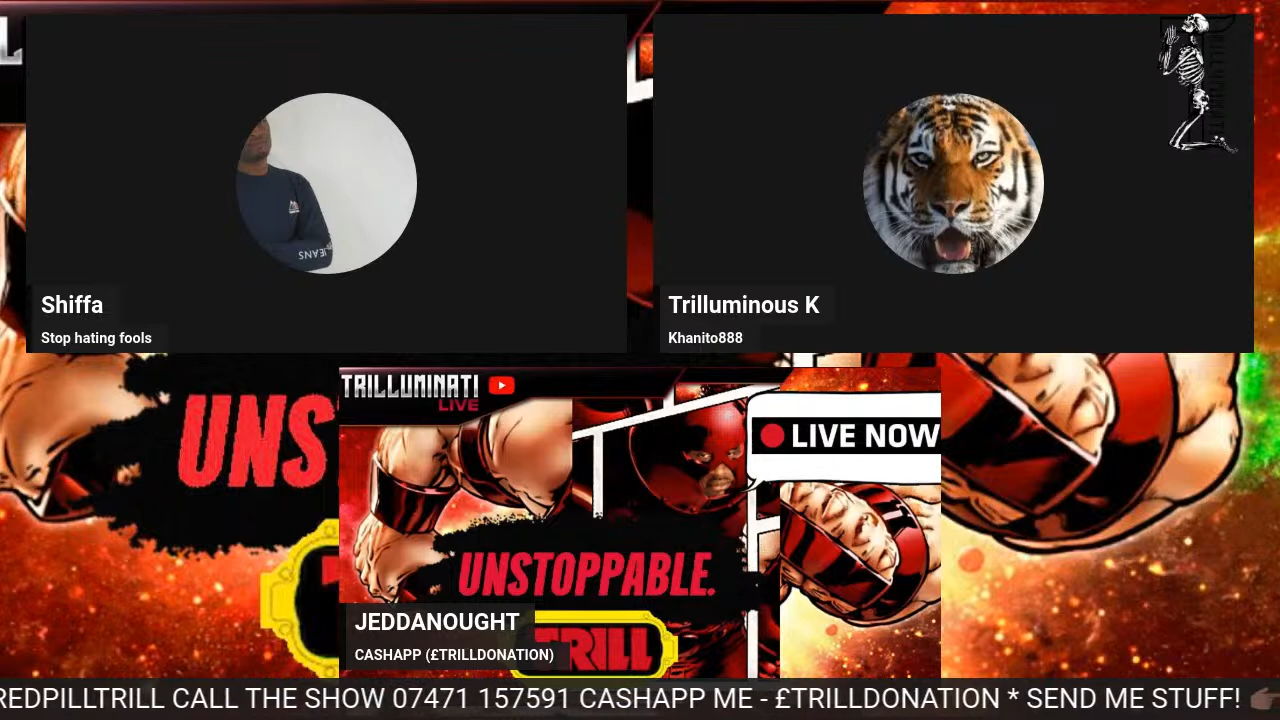 Shiffa
Stop hating fools
Trilluminous K
Khanito888
TRILLUMINATI
LIVE
LIVE NOW
UNS
UNSTOPPABLE.
TRILL
JEDDANOUGHT
CASHAPP (£TRILLDONATION)
REDPILLTRILL CALL THE SHOW 07471 157591 CASHAPP ME - £TRILLDONATION * SEND ME STUFF!